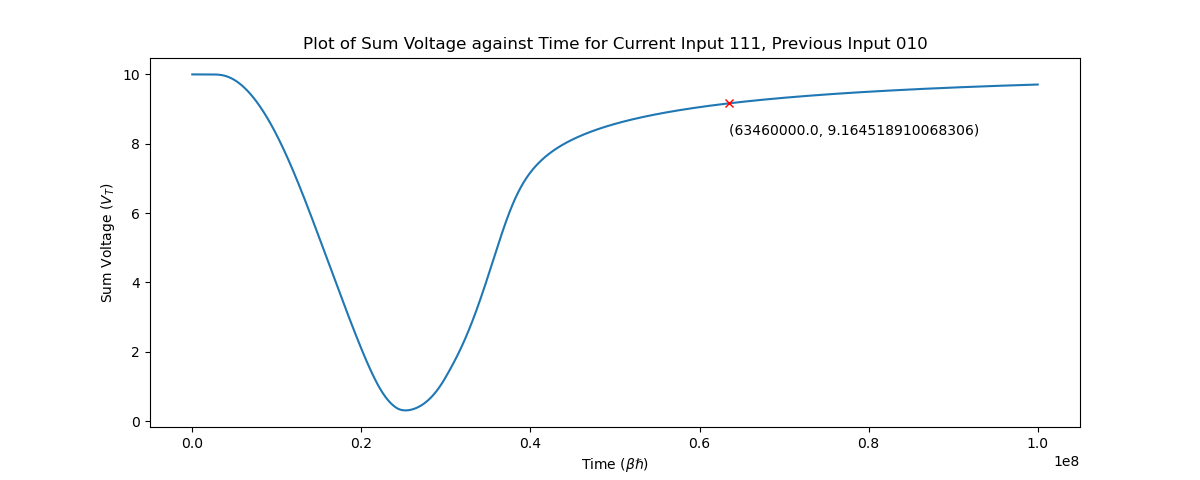 Plot of Sum Voltage against Time for Current Input 111, Previous Input 010
Sum Voltage (V_T)
10
8
6
4
2
0
(63460000.0, 9.164518910068306)
0.0 0.2 0.4 0.6 0.8 1.0
1e8
Time (βℏ)